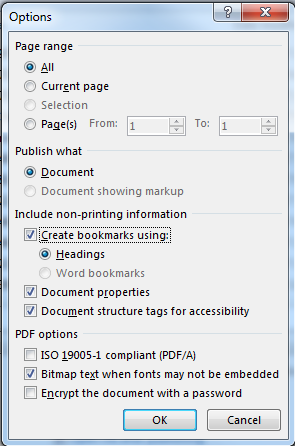 Options
Page range
All
Current page
Selection
Page(s) From: 1 To: 1
Publish what
Document
Document showing markup
Include non-printing information
Create bookmarks using:
Headings
Word bookmarks
Document properties
Document structure tags for accessibility
PDF options
ISO 19005-1 compliant (PDF/A)
Bitmap text when fonts may not be embedded
Encrypt the document with a password
OK Cancel